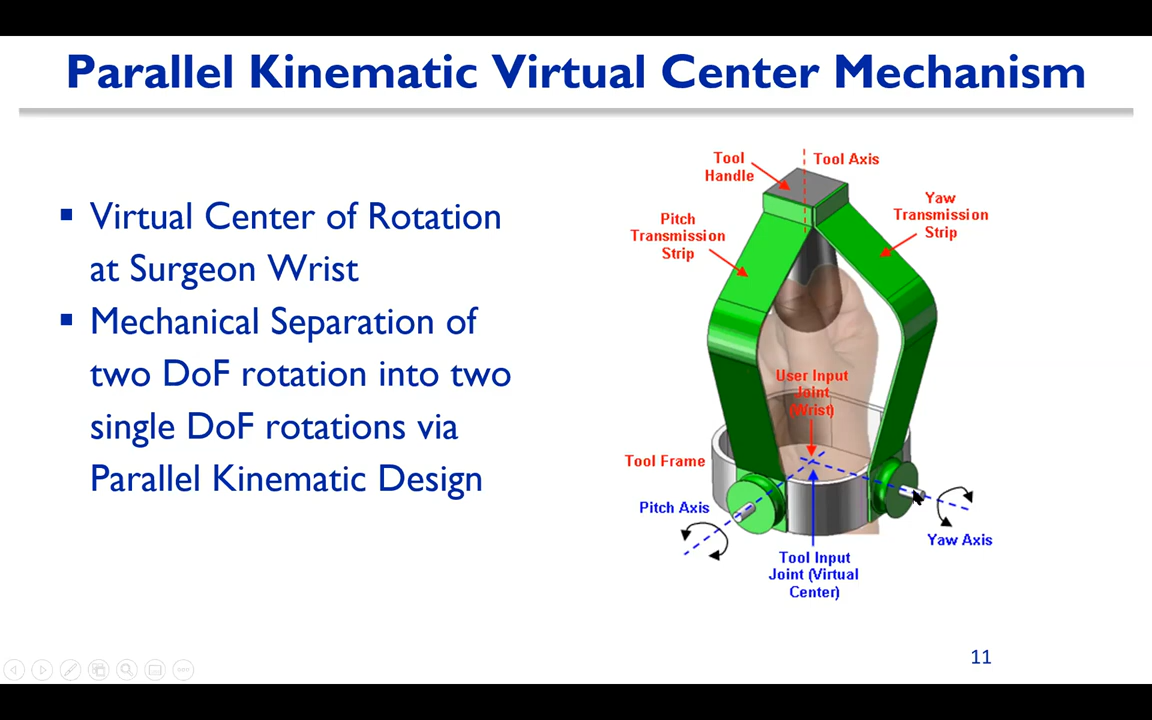 Parallel Kinematic Virtual Center Mechanism
▪ Virtual Center of Rotation
at Surgeon Wrist
▪ Mechanical Separation of
two DoF rotation into two
single DoF rotations via
Parallel Kinematic Design
Tool
Handle
Tool Axis
Yaw
Transmission
Strip
Pitch
Transmission
Strip
User Input
Joint
(Wrist)
Tool Frame
Pitch Axis
Yaw Axis
Tool Input
Joint (Virtual
Center)
11